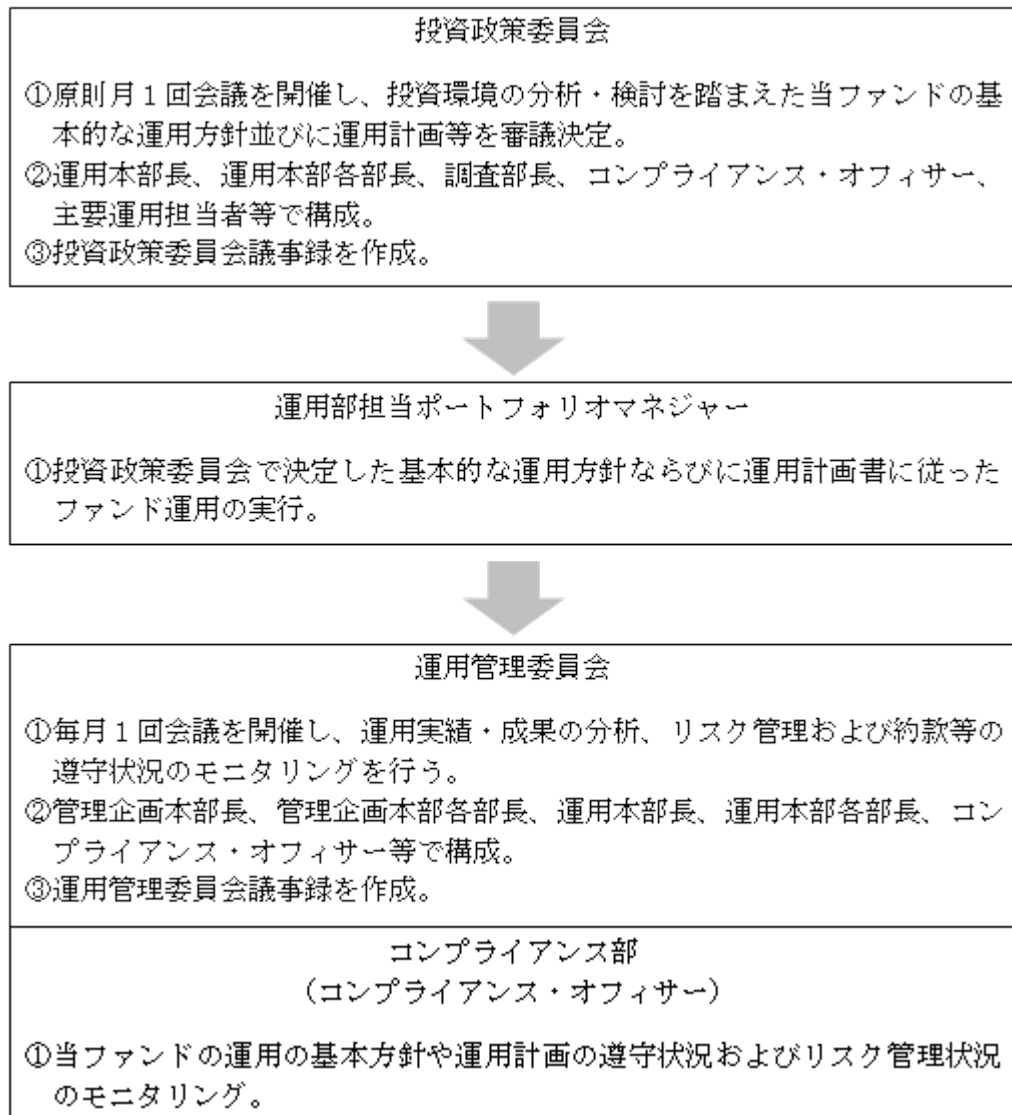 投資政策委員会
①原則月１回会議を開催し、投資環境の分析・検討を踏まえた当ファンドの基
本的な運用方針並びに運用計画等を審議決定。
②運用本部長、運用本部各部長、調査部長、コンプライアンス・オフィサー、
主要運用担当者等で構成。
③投資政策委員会議事録を作成。
運用部担当ポートフォリオマネジャー
①投資政策委員会で決定した基本的な運用方針ならびに運用計画書に従った
ファンド運用の実行。
運用管理委員会
①毎月１回会議を開催し、運用実績・成果の分析、リスク管理および約款等の
遵守状況のモニタリングを行う。
②管理企画本部長、管理企画本部各部長、運用本部長、運用本部各部長、コン
プライアンス・オフィサー等で構成。
③運用管理委員会議事録を作成。
コンプライアンス部
（コンプライアンス・オフィサー）
①当ファンドの運用の基本方針や運用計画の遵守状況およびリスク管理状況
のモニタリング。